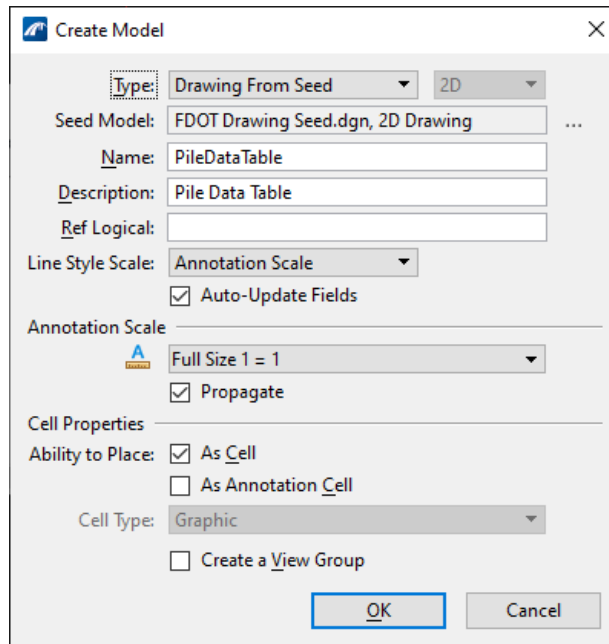 Create Model
Type: Drawing From Seed 2D
Seed Model: FDOT Drawing Seed.dgn, 2D Drawing ...
Name: PileDataTable
Description: Pile Data Table
Ref Logical:
Line Style Scale: Annotation Scale
Auto-Update Fields
Annotation Scale
A Full Size 1 = 1
Propagate
Cell Properties
Ability to Place: As Cell
As Annotation Cell
Cell Type: Graphic
Create a View Group
OK Cancel